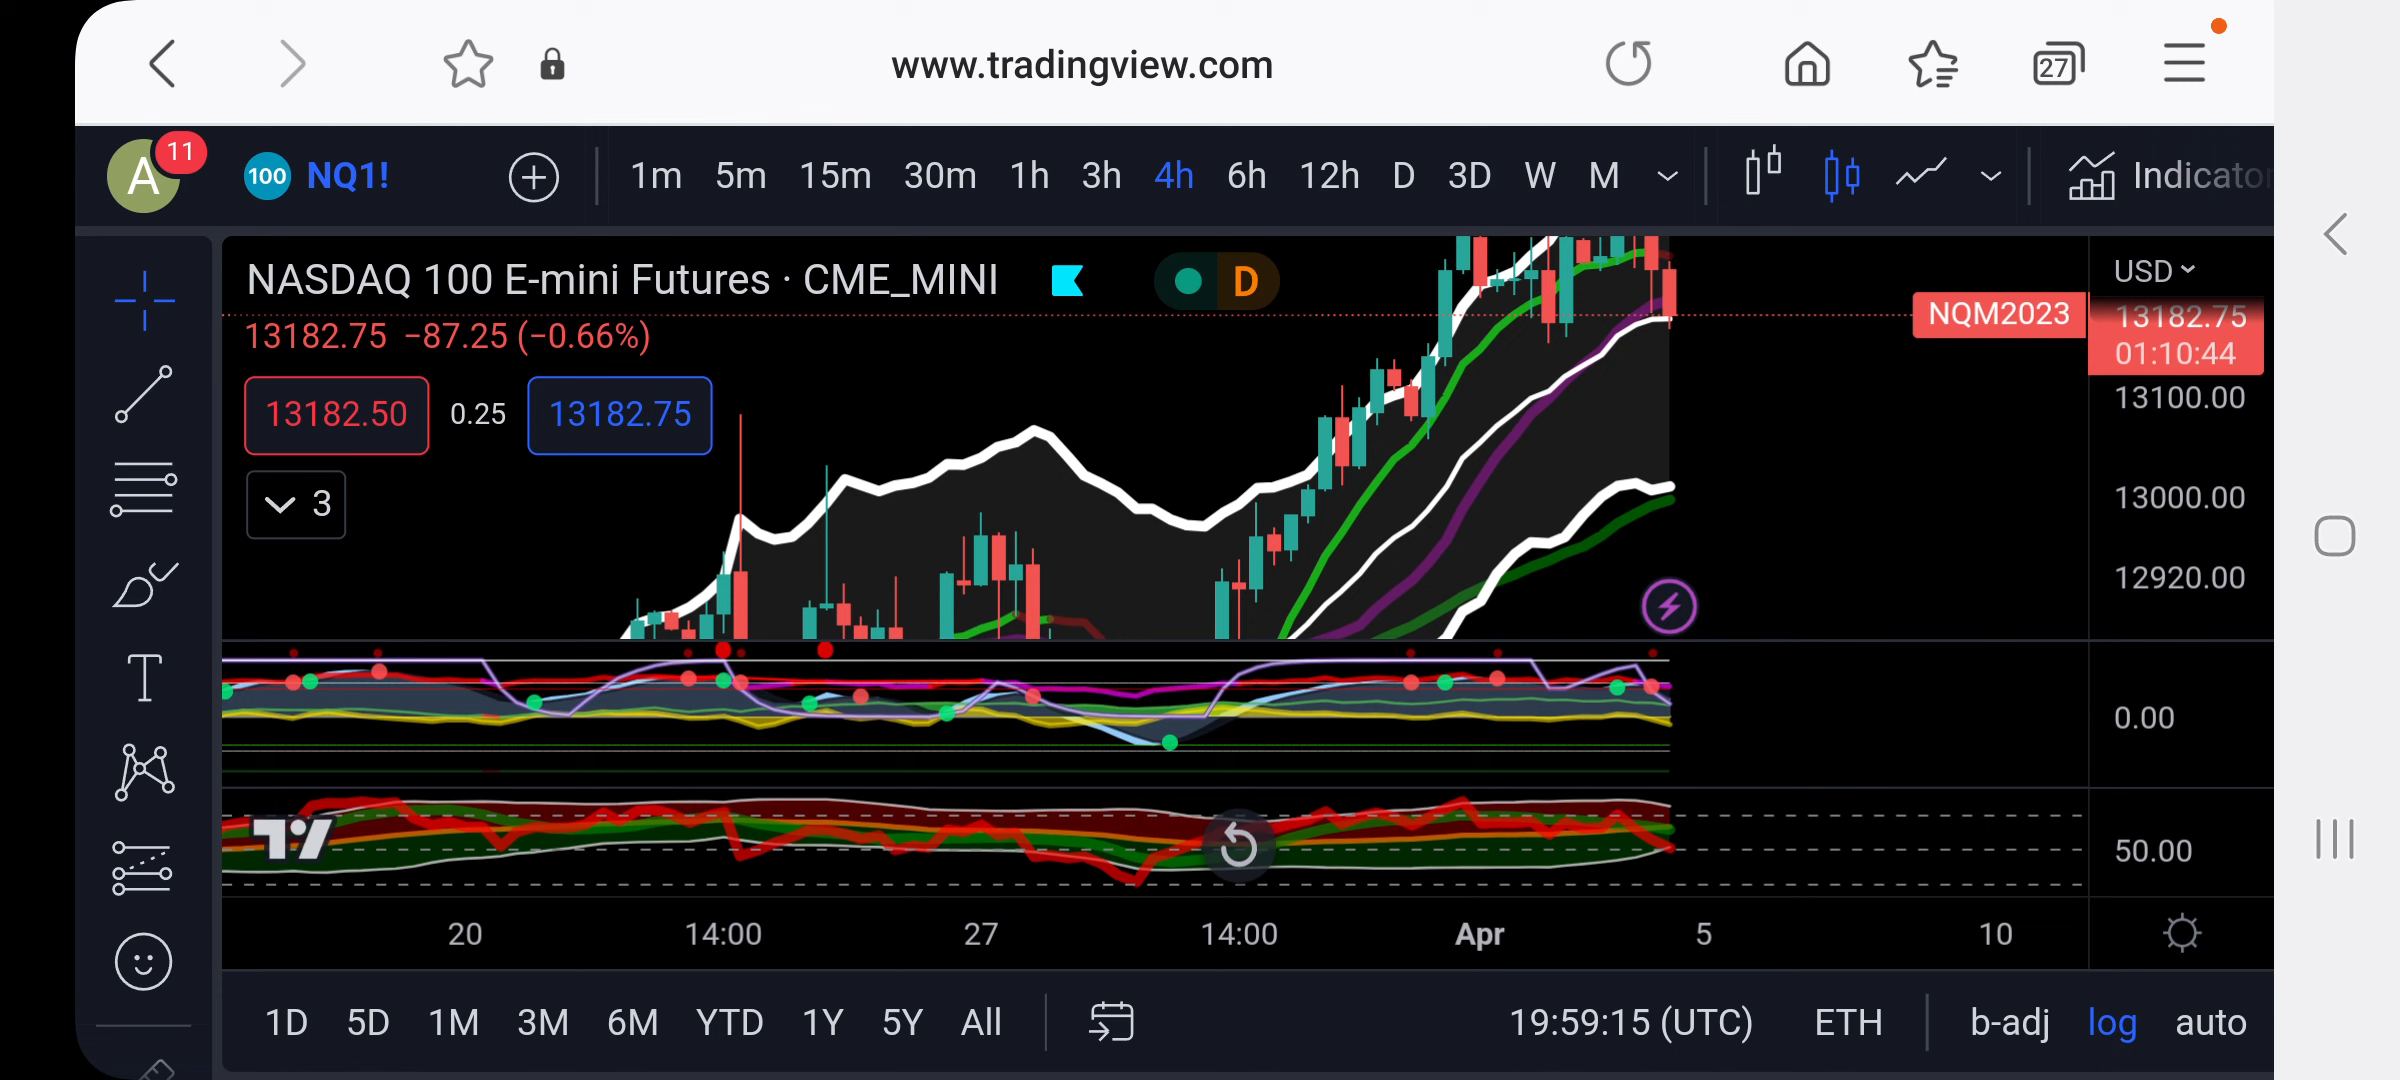 www.tradingview.com
27
A
11
100 NQ1!
1m 5m 15m 30m 1h 3h 4h 6h 12h D 3D W M
NASDAQ 100 E-mini Futures · CME_MINI
D
USD
13182.75 −87.25 (−0.66%)
NQM2023
13182.75
01:10:44
13182.50 0.25 13182.75
3
13100.00
13000.00
12920.00
0.00
50.00
20 14:00 27 14:00 Apr 5 10
1D 5D 1M 3M 6M YTD 1Y 5Y All
19:59:15 (UTC) ETH b-adj log auto